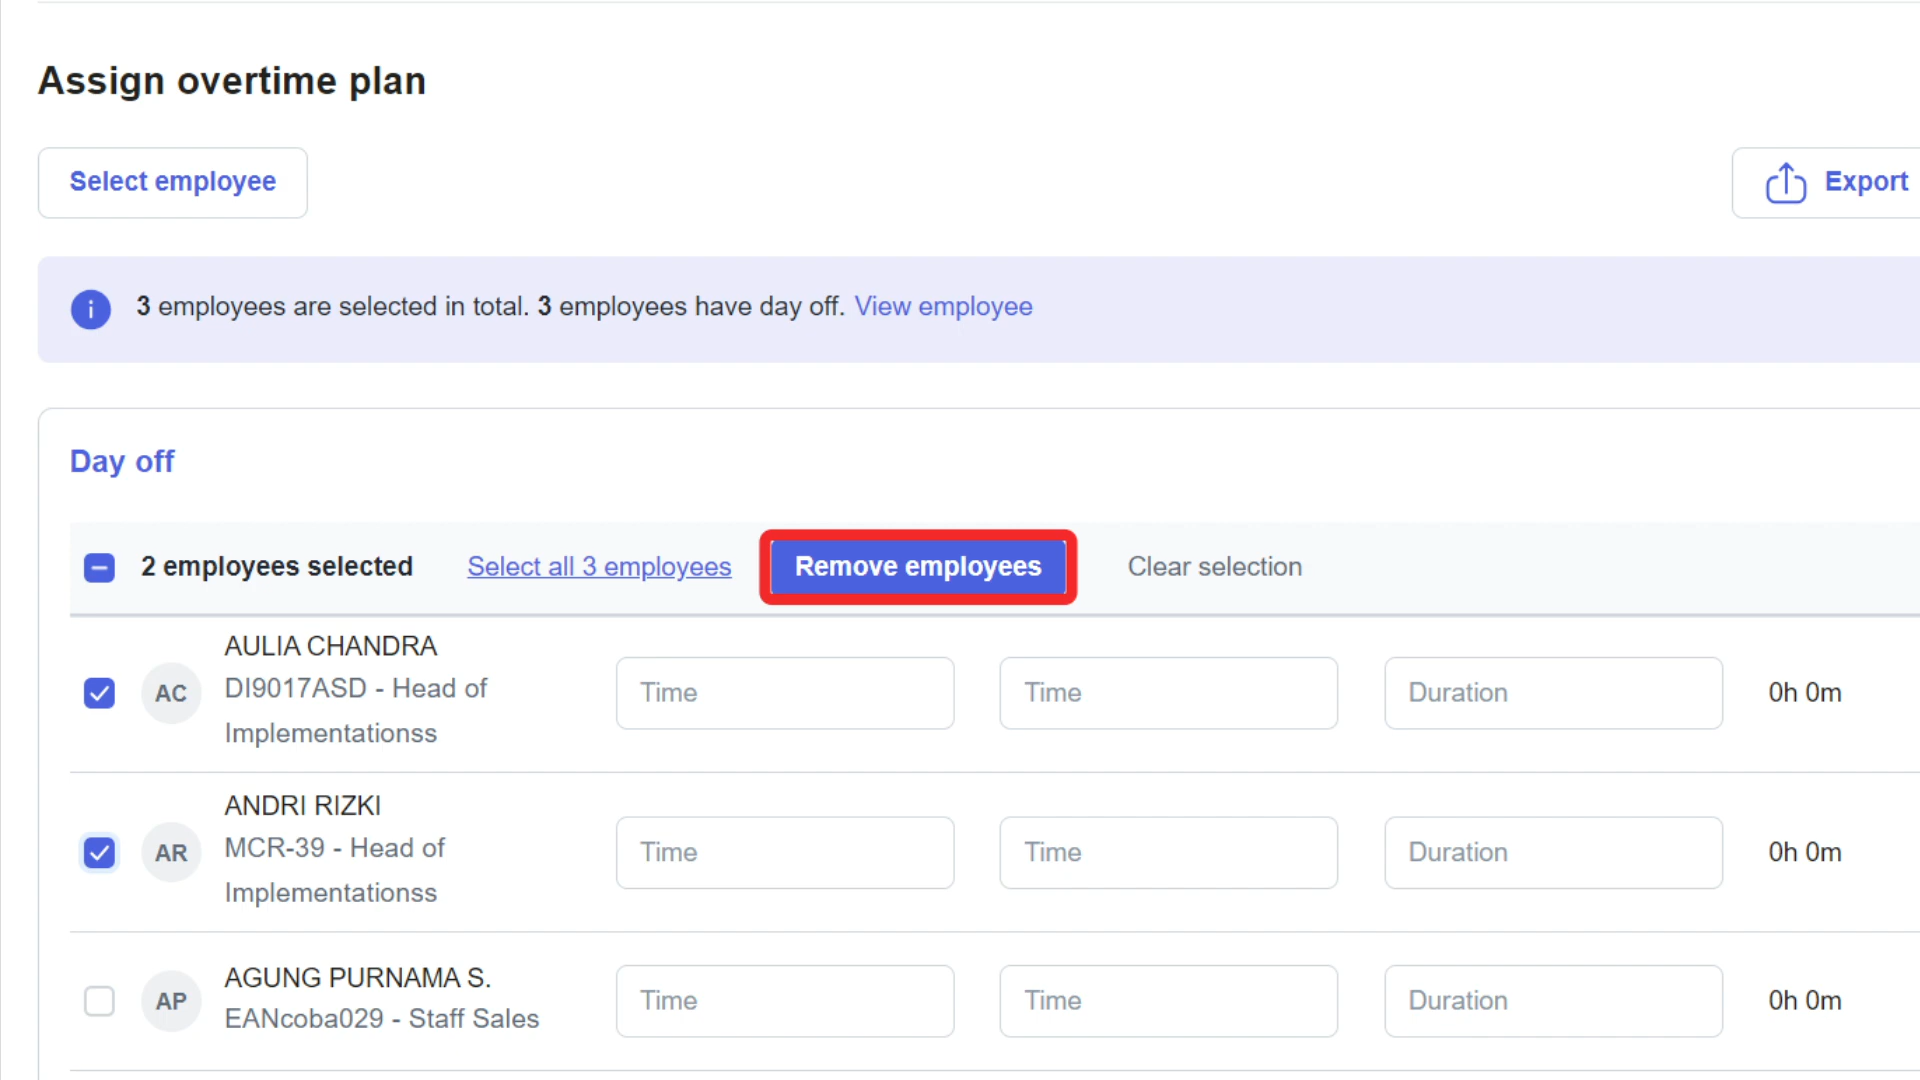 Assign overtime plan
Select employee
Export
3 employees are selected in total. 3 employees have day off. View employee
Day off
2 employees selected Select all 3 employees Remove employees Clear selection
AULIA CHANDRA
AC DI9017ASD - Head of Time Time Duration 0h 0m
Implementationss
ANDRI RIZKI
AR MCR-39 - Head of Time Time Duration 0h 0m
Implementationss
AGUNG PURNAMA S.
AP Time Time Duration 0h 0m
EANcoba029 - Staff Sales